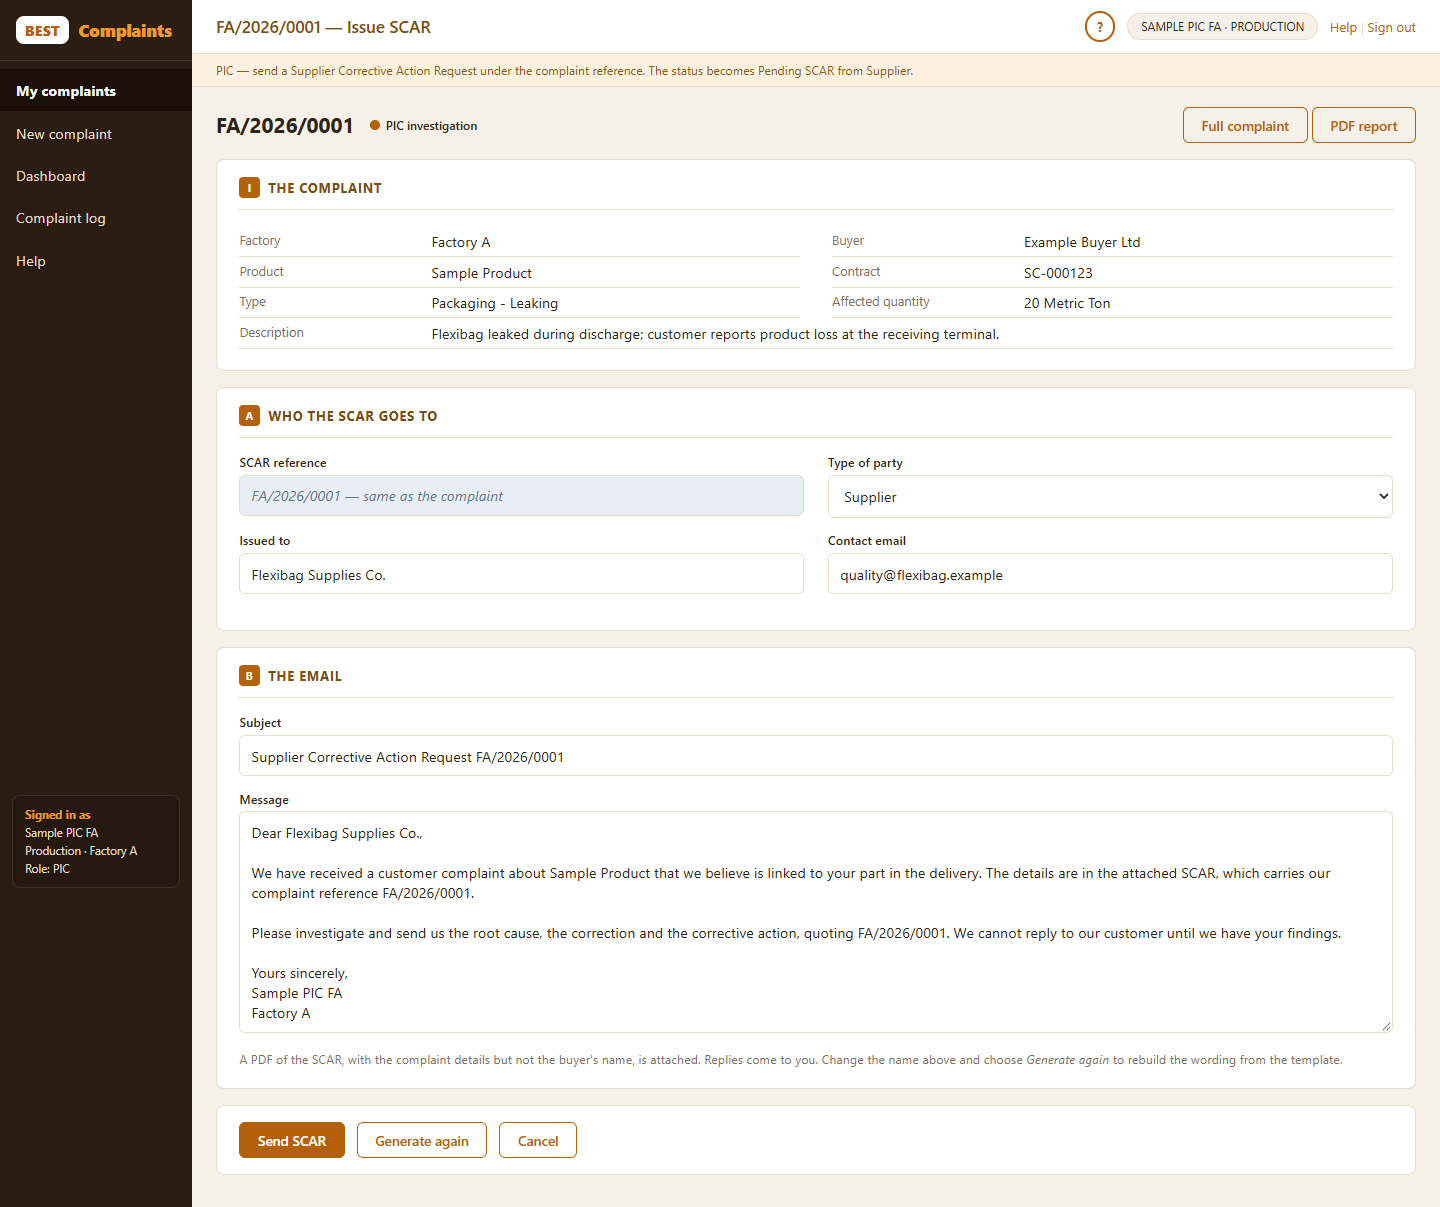 BEST Complaints
My complaints
New complaint
Dashboard
Complaint log
Help
Signed in as
Sample PIC FA
Production · Factory A
Role: PIC
FA/2026/0001 — Issue SCAR
?
SAMPLE PIC FA · PRODUCTION
Help | Sign out
PIC — send a Supplier Corrective Action Request under the complaint reference. The status becomes Pending SCAR from Supplier.
FA/2026/0001
PIC investigation
Full complaint
PDF report
I THE COMPLAINT
Factory Factory A
Buyer Example Buyer Ltd
Product Sample Product
Contract SC-000123
Type Packaging - Leaking
Affected quantity 20 Metric Ton
Description Flexibag leaked during discharge; customer reports product loss at the receiving terminal.
A WHO THE SCAR GOES TO
SCAR reference
FA/2026/0001 — same as the complaint
Type of party
Supplier
Issued to
Flexibag Supplies Co.
Contact email
quality@flexibag.example
B THE EMAIL
Subject
Supplier Corrective Action Request FA/2026/0001
Message
Dear Flexibag Supplies Co.,
We have received a customer complaint about Sample Product that we believe is linked to your part in the delivery. The details are in the attached SCAR, which carries our
complaint reference FA/2026/0001.
Please investigate and send us the root cause, the correction and the corrective action, quoting FA/2026/0001. We cannot reply to our customer until we have your findings.
Yours sincerely,
Sample PIC FA
Factory A
A PDF of the SCAR, with the complaint details but not the buyer's name, is attached. Replies come to you. Change the name above and choose Generate again to rebuild the wording from the template.
Send SCAR
Generate again
Cancel